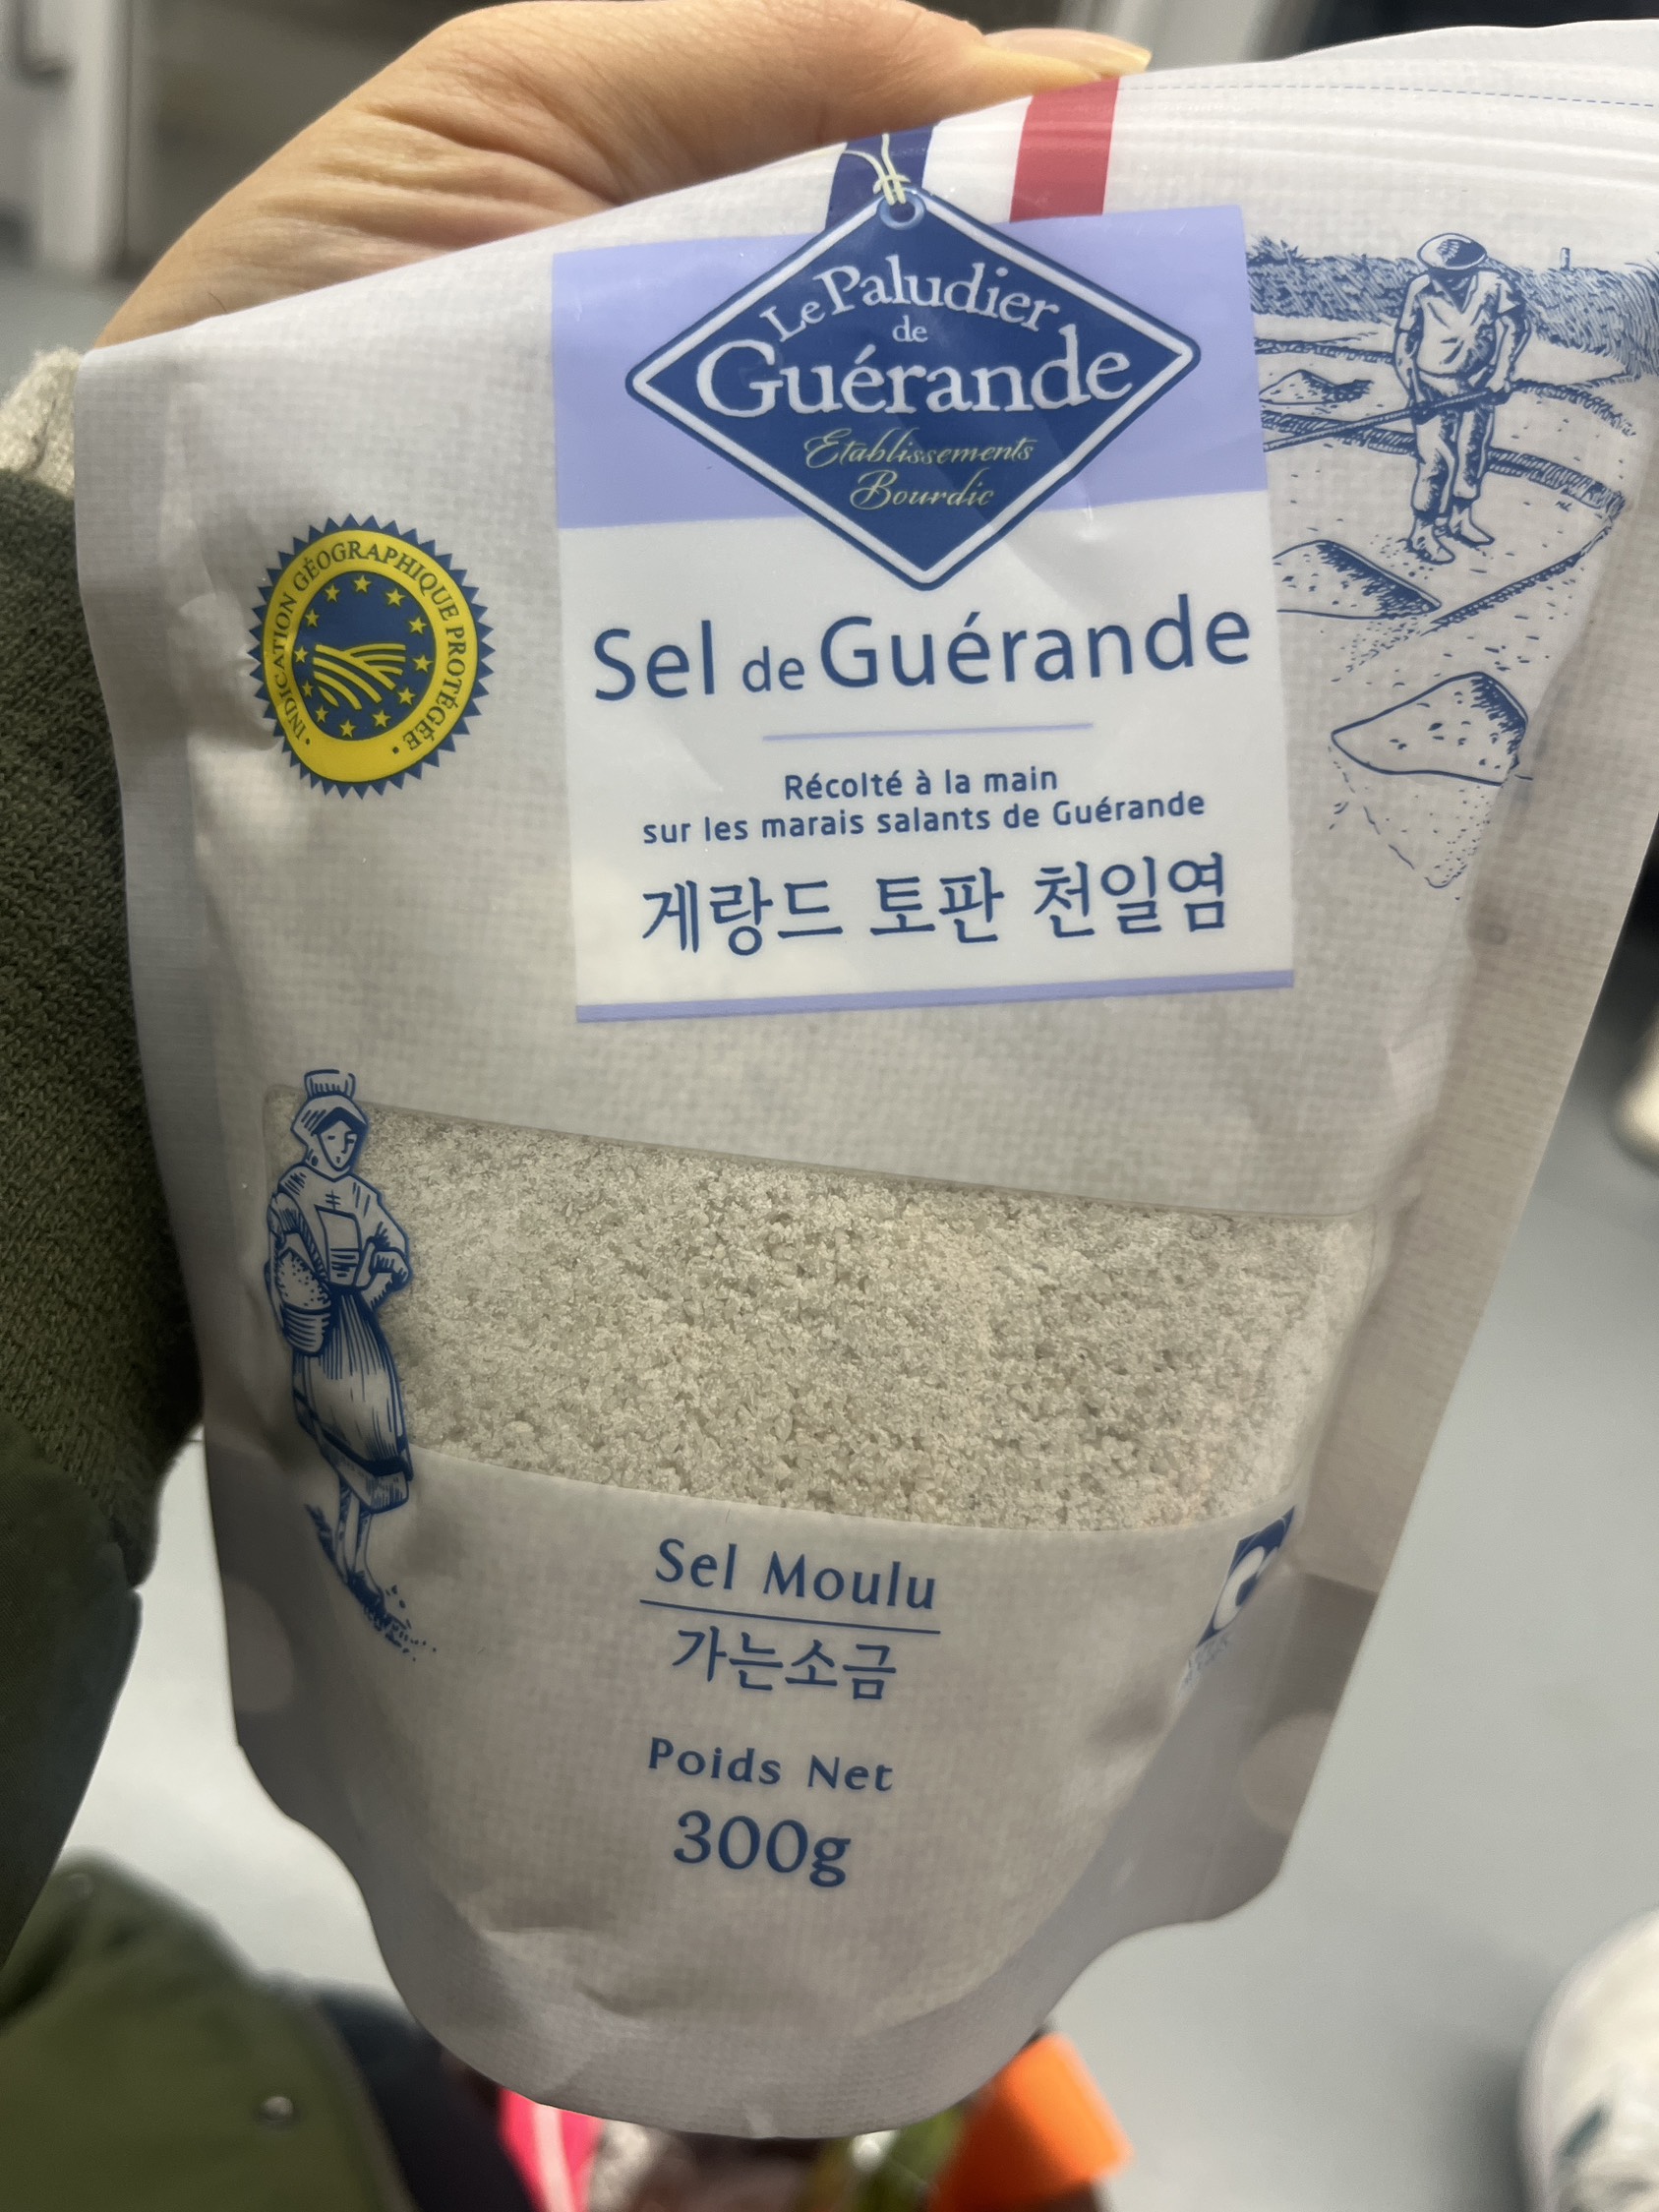 Le Paludier
de
Guérande
Etablissements
Bourdic
INDICATION GÉOGRAPHIQUE PROTÉGÉE
Sel de Guérande
Récolté à la main
sur les marais salants de Guérande
게랑드 토판 천일염
Sel Moulu
가는소금
Poids Net
300g